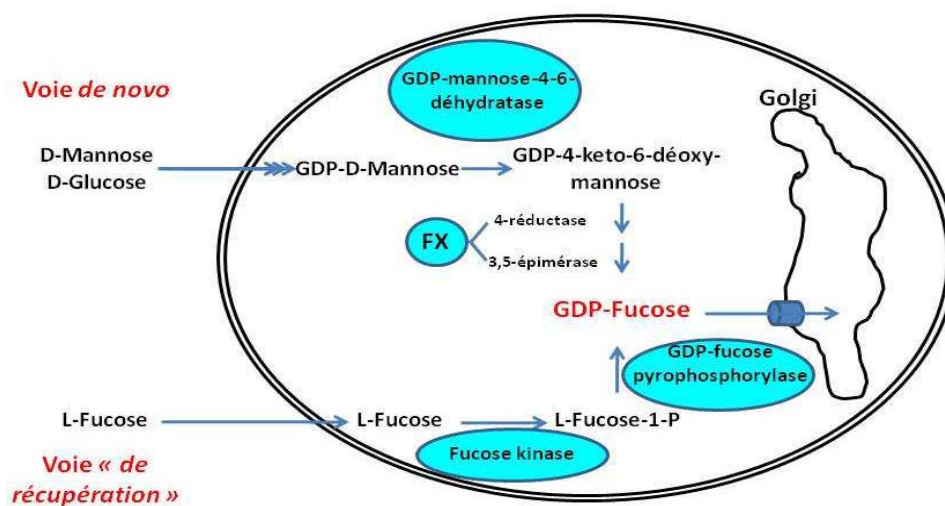 Voie de novo
GDP-mannose-4-6-
déhydratase
Golgi
D-Mannose
D-Glucose
GDP-D-Mannose
GDP-4-keto-6-déoxy-
mannose
FX
4-réductase
3,5-épimérase
GDP-Fucose
GDP-fucose
pyrophosphorylase
L-Fucose
L-Fucose
L-Fucose-1-P
Fucose kinase
Voie « de
récupération »